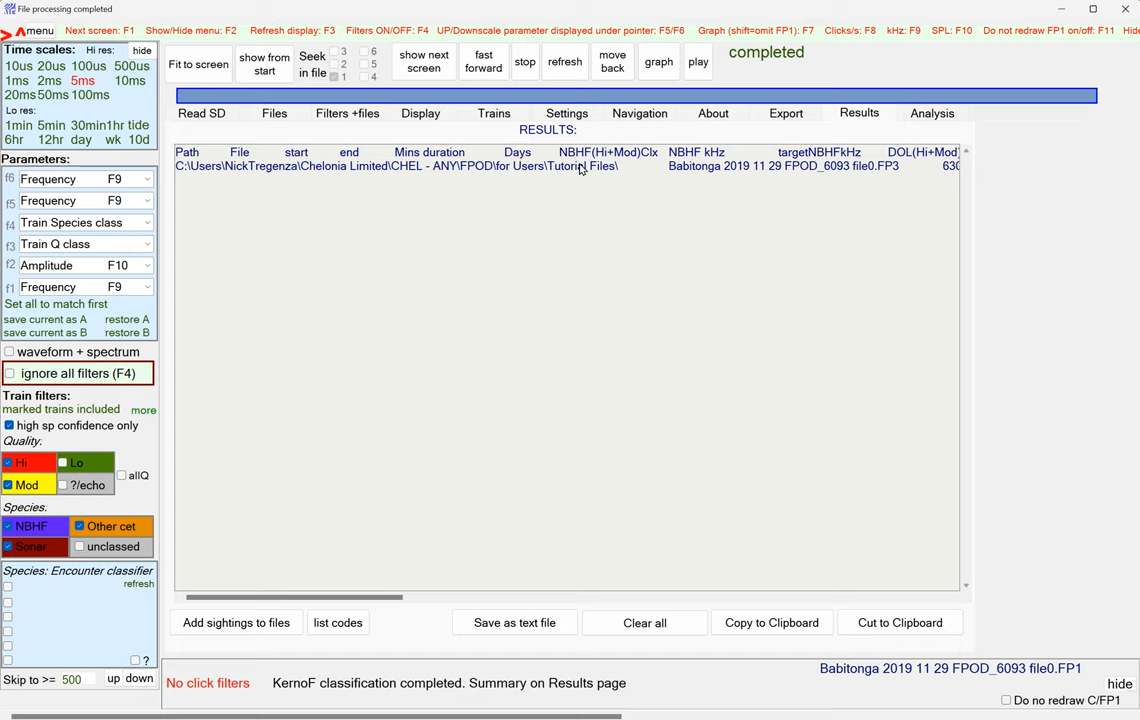 File processing completed
menu Next screen: F1 Show/Hide menu: F2 Refresh display: F3 Filters ON/OFF: F4 UP/Downscale parameter displayed under pointer: F5/F6 Graph (shift=omit FP1): F7 Clicks/s: F8 kHz: F9 SPL: F10 Do not redraw FP1 on/off: F11 Hide
Time scales: Hi res: hide
10us 20us 100us 500us
1ms 2ms 5ms 10ms
20ms 50ms 100ms
Lo res:
1min 5min 30min 1hr tide
6hr 12hr day wk 10d
Fit to screen
show from start
Seek in file
3 6
2 5
1 4
show next screen
fast forward
stop
refresh
move back
graph
play
completed
Read SD Files Filters +files Display Trains Settings Navigation About Export Results Analysis
RESULTS:
Path File start end Mins duration Days NBHF(Hi+Mod)Clx NBHF kHz targetNBHFkHz DOL(Hi+Mod)
C:\Users\NickTregenza\Chelonia Limited\CHEL - ANY\FPOD\for Users\Tutorial Files\ Babitonga 2019 11 29 FPOD_6093 file0.FP3 630
Parameters:
f6 Frequency F9
f5 Frequency F9
f4 Train Species class
f3 Train Q class
f2 Amplitude F10
f1 Frequency F9
Set all to match first
save current as A restore A
save current as B restore B
waveform + spectrum
ignore all filters (F4)
Train filters:
marked trains included more
high sp confidence only
Quality:
Hi Lo
allQ
Mod ?/echo
Species:
NBHF Other cet
Sonar unclassed
Species: Encounter classifier
refresh
?
Skip to >= 500 up down
Add sightings to files
list codes
Save as text file
Clear all
Copy to Clipboard
Cut to Clipboard
Babitonga 2019 11 29 FPOD_6093 file0.FP1
No click filters KernoF classification completed. Summary on Results page
hide
Do no redraw C/FP1